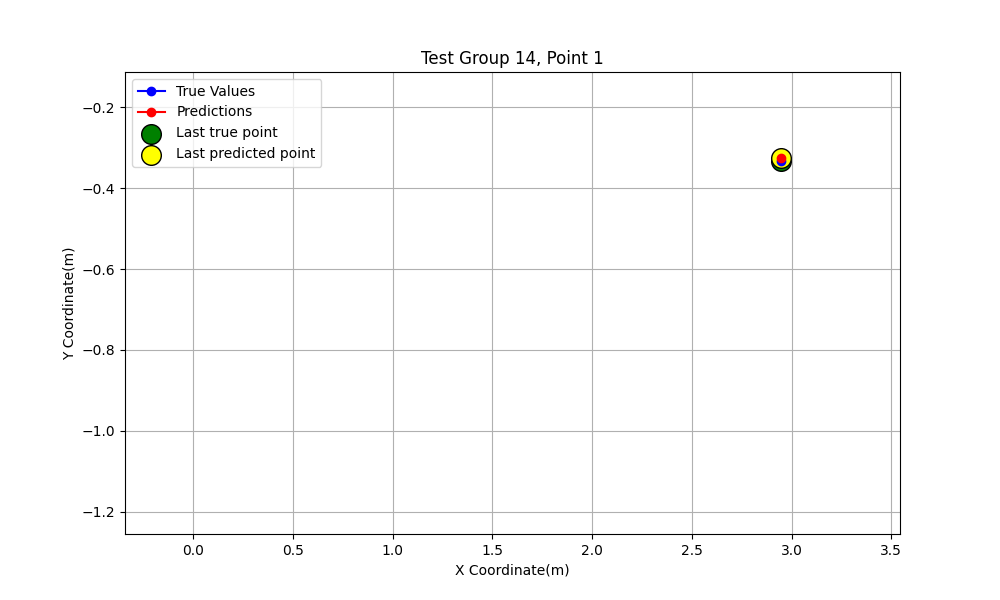 Test Group 14, Point 1
True Values
Predictions
Last true point
Last predicted point
Y Coordinate(m)
−0.2
−0.4
−0.6
−0.8
−1.0
−1.2
0.0 0.5 1.0 1.5 2.0 2.5 3.0 3.5
X Coordinate(m)